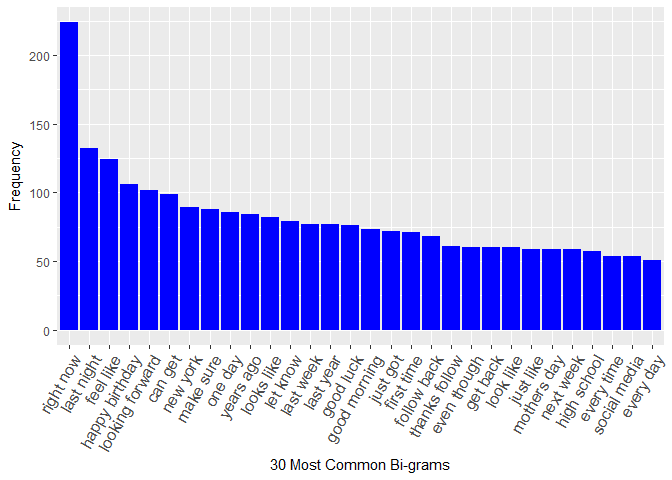 200
150
100
50
0
Frequency
right now
last night
feel like
happy birthday
looking forward
can get
new york
make sure
one day
years ago
looks like
let know
last week
last year
good luck
good morning
just got
first time
follow back
thanks follow
even though
get back
look like
just like
mothers day
next week
high school
every time
social media
every day
30 Most Common Bi-grams